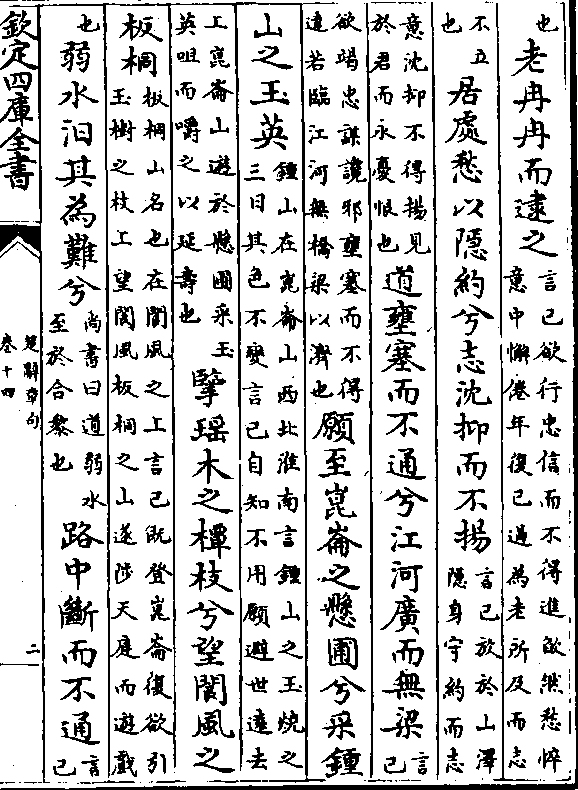 也老冉冉而逮之言己欲行忠信而不得進故然愁悴意中懈倦年復已過為老所及而志
不立也居處愁以隱約兮志沈抑而不揚言己放於山澤隱身守約而志
意沈抑不得揚見於君而永憂恨也道壅塞而不通兮江河廣而無梁言己
欲竭忠謀讒邪壅塞而不得達若臨江河無橋梁以濟也願至崑崙之懸圃兮采鍾
山之玉英鍾山在崑崙山西北淮南言鍾山之玉燒之三日其色不變言己自知不用願避世遠去
上崑崙山遊於懸圃采玉英咀而嚼之以延壽也擥瑤木之橝枝兮望閬風之
板桐板桐山名也在閬風之上言己既登崑崙復欲引玉樹之枝上望閬風板桐之山遂陟天庭而遊戲
也弱水汩其為難兮尚書曰道弱水至於合黎也路中斷而不通言己
欽定四庫全書
楚辭章句
卷十四
二